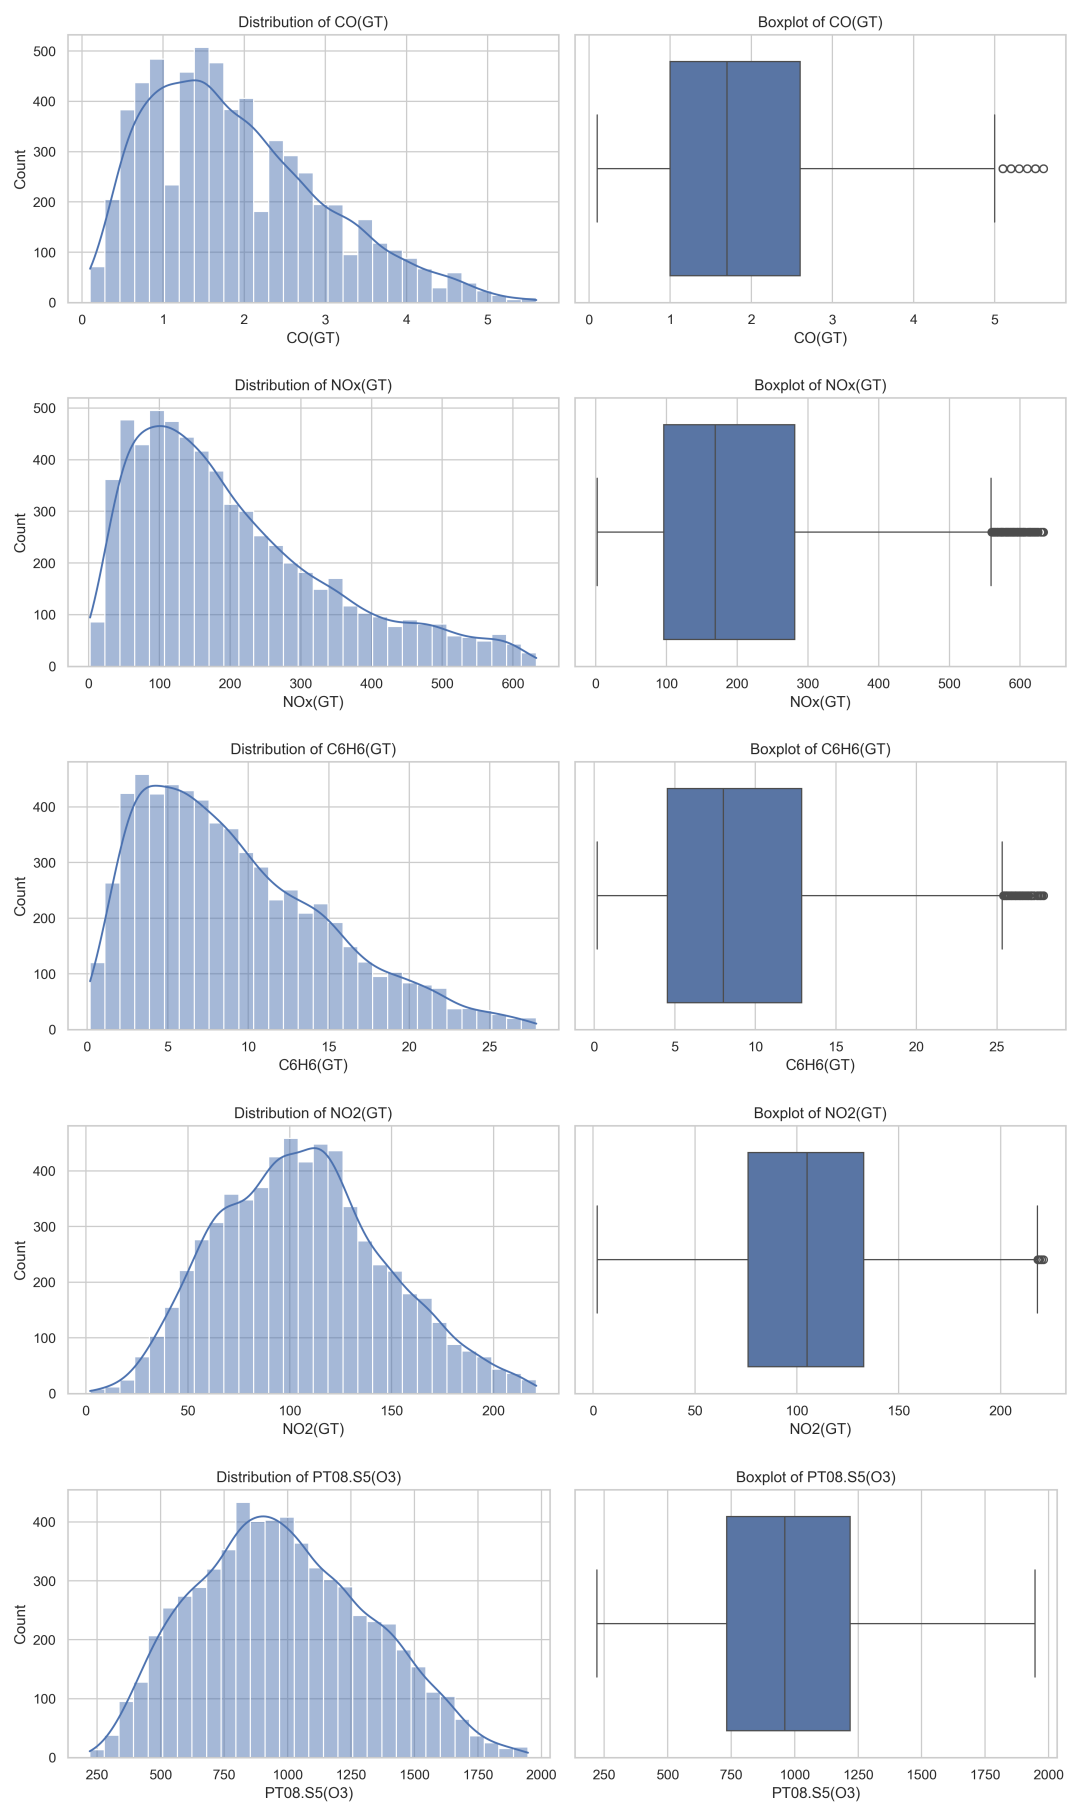 Distribution of CO(GT)
Boxplot of CO(GT)
Count
500
400
300
200
100
0
0 1 2 3 4 5
CO(GT)
0 1 2 3 4 5
CO(GT)
Distribution of NOx(GT)
Boxplot of NOx(GT)
Count
500
400
300
200
100
0
0 100 200 300 400 500 600
NOx(GT)
0 100 200 300 400 500 600
NOx(GT)
Distribution of C6H6(GT)
Boxplot of C6H6(GT)
Count
400
300
200
100
0
0 5 10 15 20 25
C6H6(GT)
0 5 10 15 20 25
C6H6(GT)
Distribution of NO2(GT)
Boxplot of NO2(GT)
Count
400
300
200
100
0
0 50 100 150 200
NO2(GT)
0 50 100 150 200
NO2(GT)
Distribution of PT08.S5(O3)
Boxplot of PT08.S5(O3)
Count
400
300
200
100
0
250 500 750 1000 1250 1500 1750 2000
PT08.S5(O3)
250 500 750 1000 1250 1500 1750 2000
PT08.S5(O3)